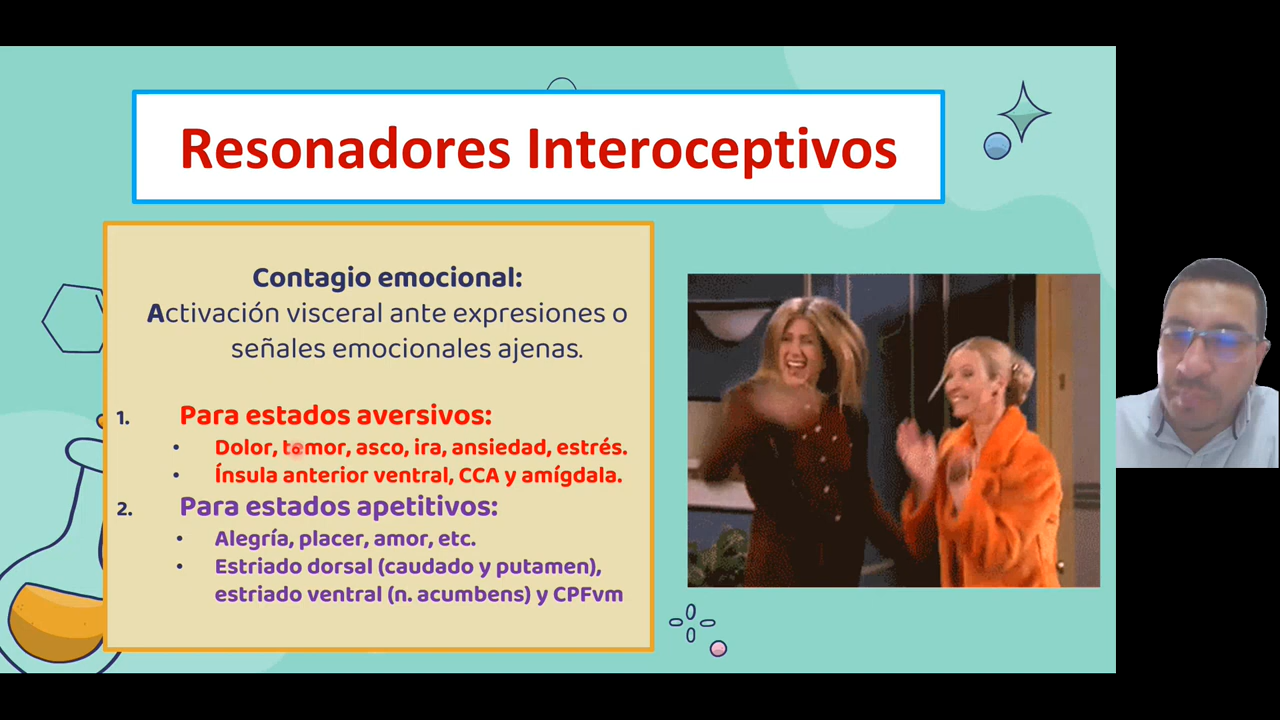 Resonadores Interoceptivos
Contagio emocional:
Activación visceral ante expresiones o
señales emocionales ajenas.
1. Para estados aversivos:
• Dolor, temor, asco, ira, ansiedad, estrés.
• Ínsula anterior ventral, CCA y amígdala.
2. Para estados apetitivos:
• Alegría, placer, amor, etc.
• Estriado dorsal (caudado y putamen),
estriado ventral (n. acumbens) y CPFvm